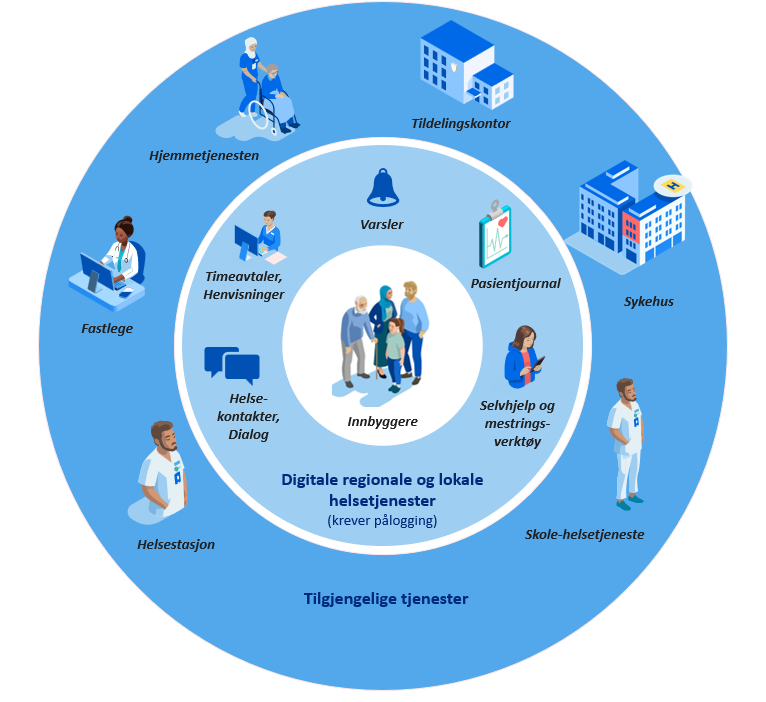 Tildelingskontor
Hjemmetjenesten
Varsler
Timeavtaler,
Henvisninger
Pasientjournal
Sykehus
Fastlege
Helse-
kontakter,
Dialog
Innbyggere
Selvhjelp og
mestrings-
verktøy
Digitale regionale og lokale
helsetjenester
(krever pålogging)
Helsestasjon
Skole-helsetjeneste
Tilgjengelige tjenester
H